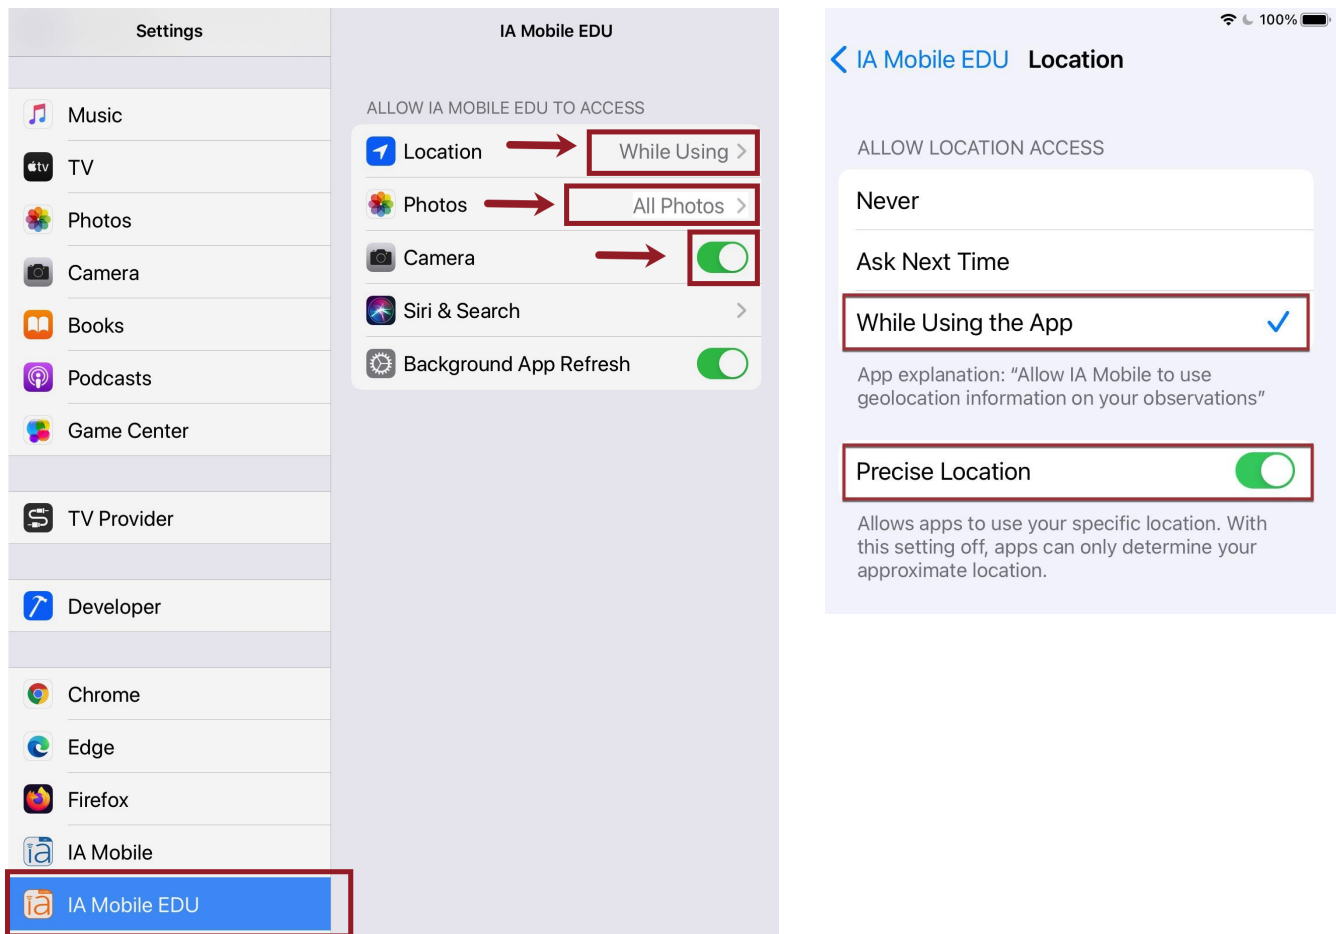 Settings
Music
tv
TV
Photos
Camera
Books
Podcasts
Game Center
TV Provider
Developer
Chrome
Edge
Firefox
ia
IA Mobile
ia
IA Mobile EDU
IA Mobile EDU
ALLOW IA MOBILE EDU TO ACCESS
Location While Using
Photos All Photos
Camera
Siri & Search
Background App Refresh
100%
IA Mobile EDU Location
ALLOW LOCATION ACCESS
Never
Ask Next Time
While Using the App
App explanation: “Allow IA Mobile to use
geolocation information on your observations”
Precise Location
Allows apps to use your specific location. With
this setting off, apps can only determine your
approximate location.